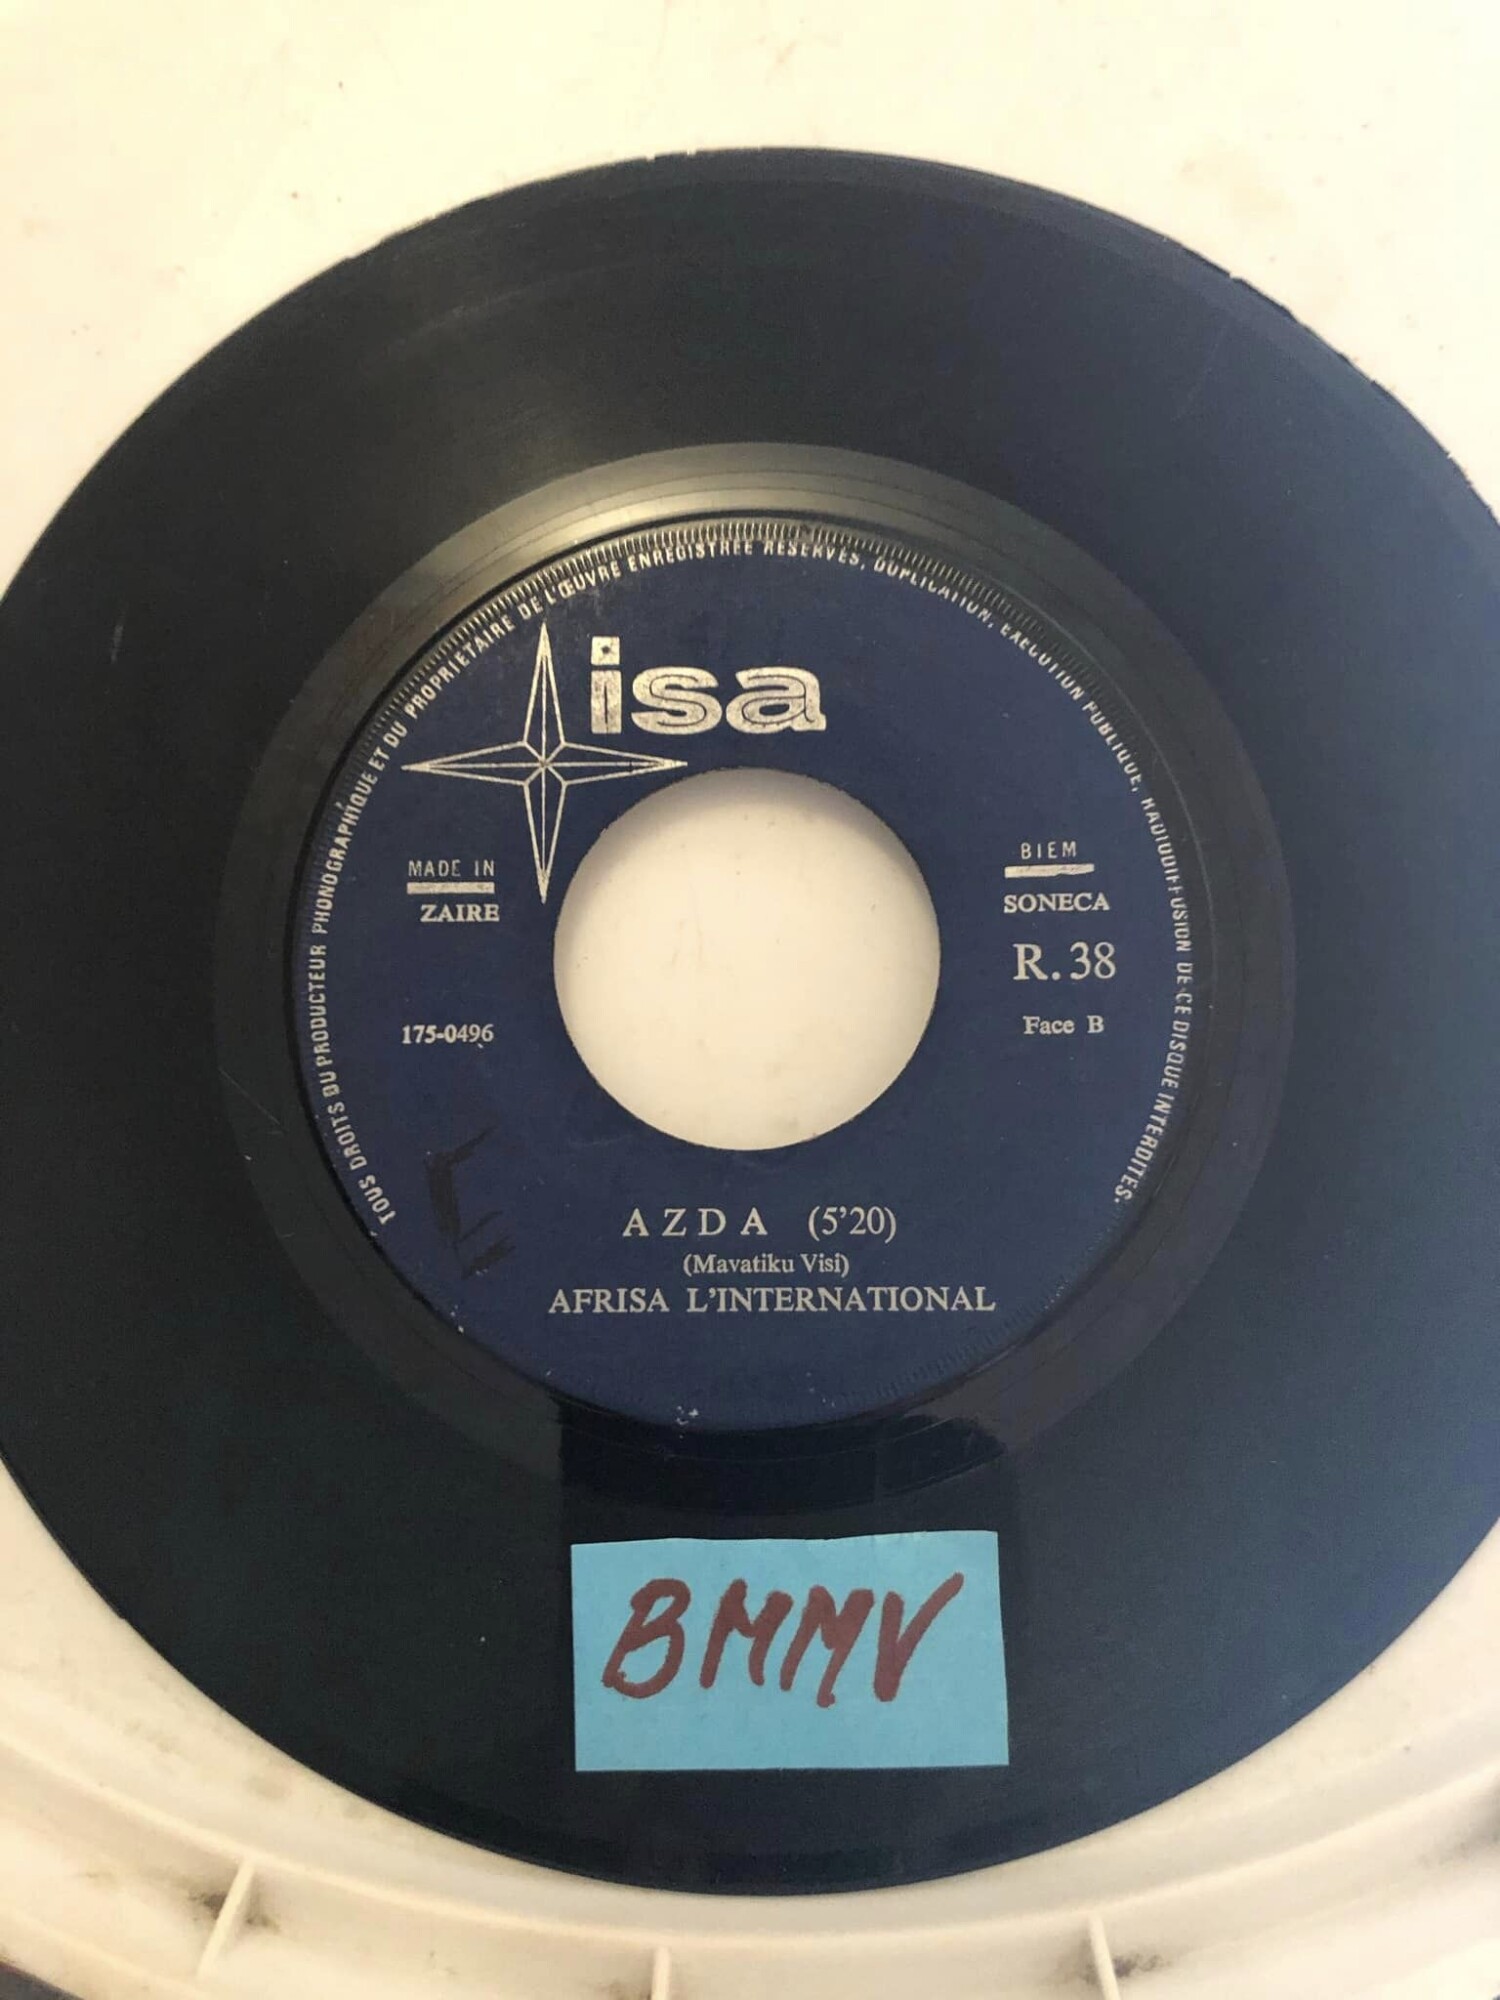 TOUS DROITS DU PRODUCTEUR PHONOGRAPHIQUE ET DU PROPRIETAIRE DE L'ŒUVRE ENREGISTREE RESERVES. DUPLICATION, EXECUTION PUBLIQUE, RADIODIFFUSION DE CE DISQUE INTERDITES.
isa
MADE IN
ZAIRE
BIEM
SONECA
R. 38
175-0496
Face B
E
AZDA (5'20)
(Mavatiku Visi)
AFRISA L'INTERNATIONAL
BMMV